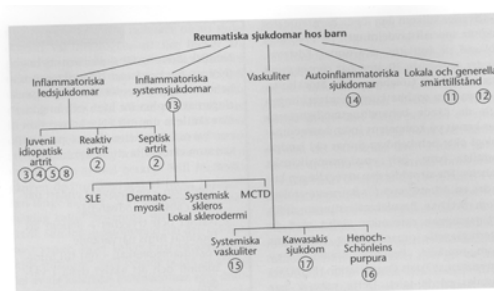 Reumatiska sjukdomar hos barn
Inflammatoriska
ledsjukdomar
Inflammatoriska
systemsjukdomar
13
Vaskuliter
Autoinflammatoriska
sjukdomar
14
Lokala och generella
smärttillstånd
11 12
Juvenil
idiopatisk
artrit
3 4 5 8
Reaktiv
artrit
2
Septisk
artrit
2
SLE
Dermato-
myosit
Systemisk
skleros
Lokal sklerodermi
MCTD
Systemiska
vaskuliter
15
Kawasakis
sjukdom
17
Henoch-
Schönleins
purpura
16